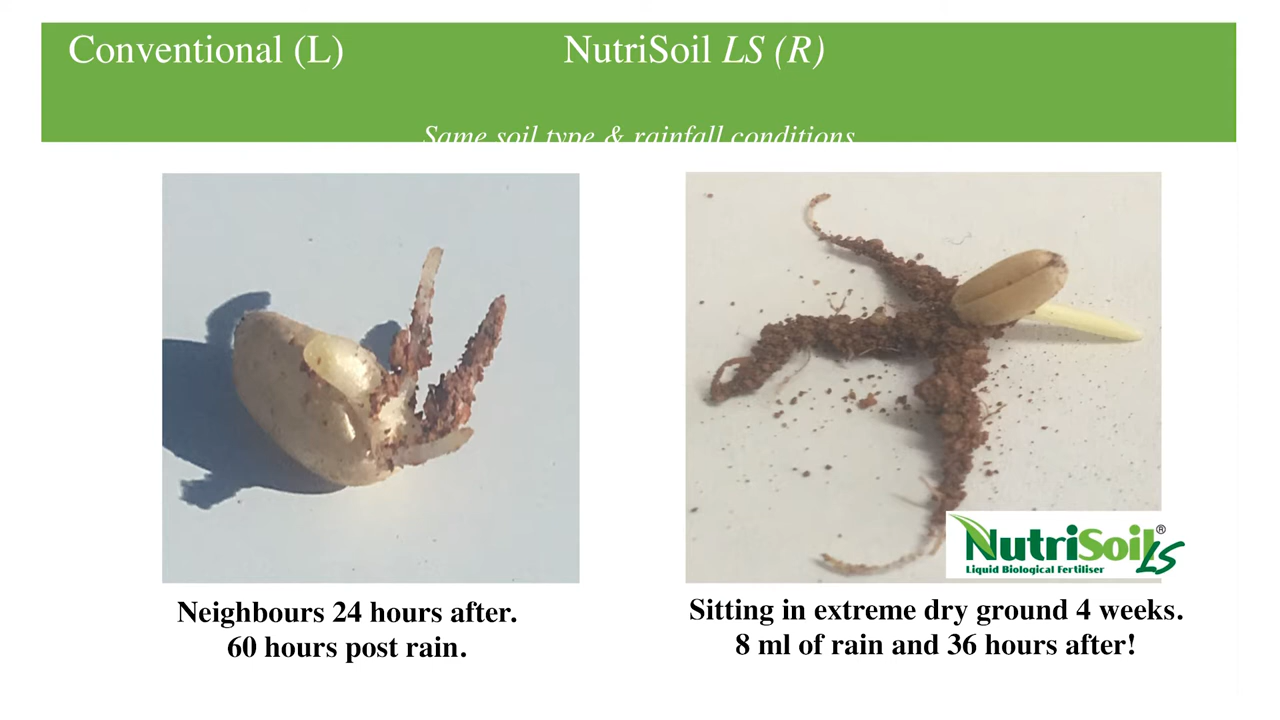 Conventional (L) NutriSoil LS (R)
Same soil type & rainfall conditions
NutriSoil® LS
Liquid Biological Fertiliser
Neighbours 24 hours after.
60 hours post rain.
Sitting in extreme dry ground 4 weeks.
8 ml of rain and 36 hours after!